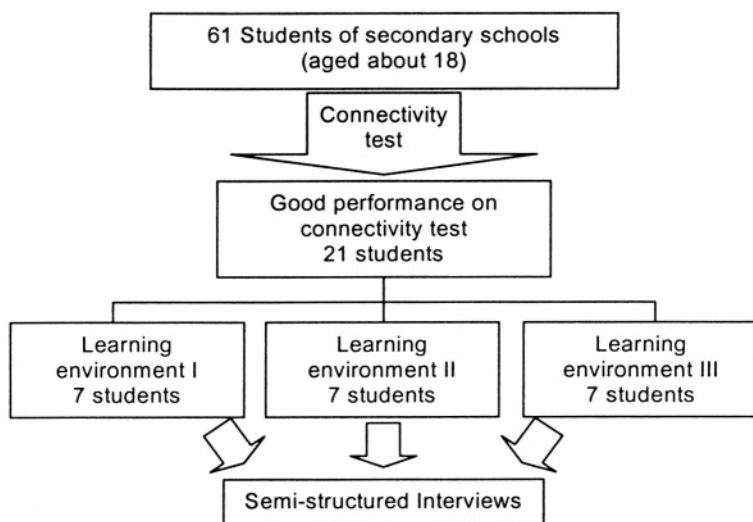 61 Students of secondary schools
(aged about 18)
Connectivity
test
Good performance on
connectivity test
21 students
Learning
environment I
7 students
Learning
environment II
7 students
Learning
environment III
7 students
Semi-structured Interviews